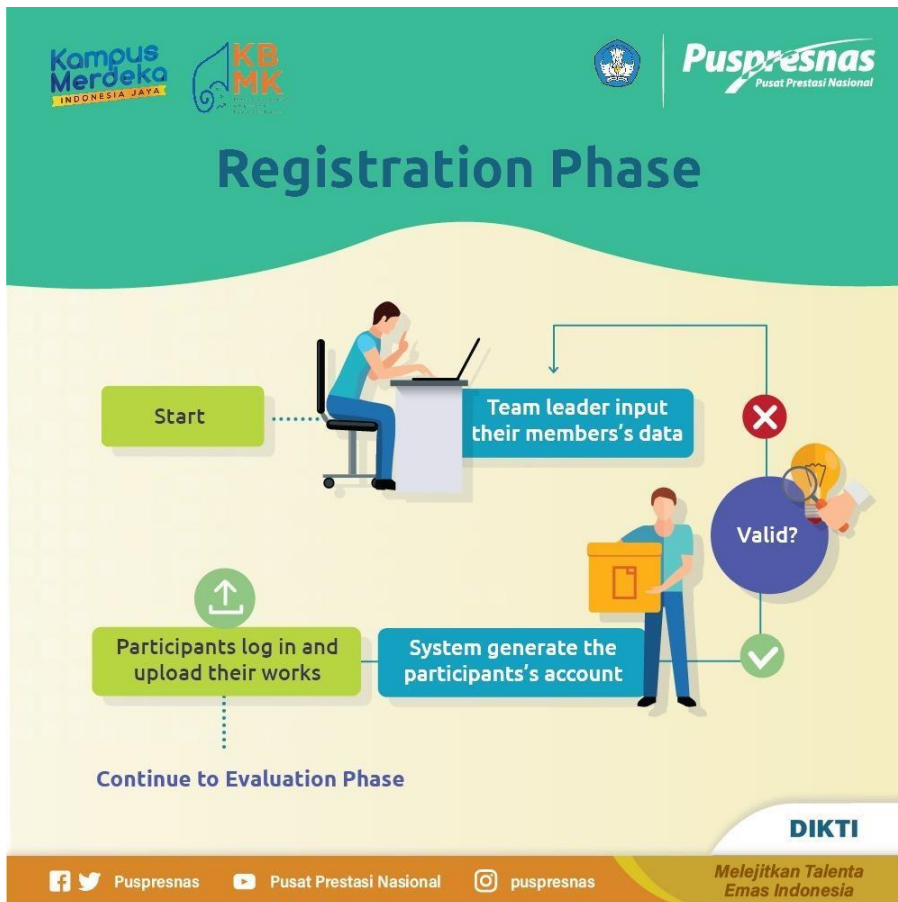 Kampus
Merdeka
INDONESIA JAYA
KB
MK
Puspresnas
Pusat Prestasi Nasional
Registration Phase
Start
Team leader input
their members's data
Valid?
Participants log in and
upload their works
System generate the
participants's account
Continue to Evaluation Phase
DIKTI
Puspresnas
Pusat Prestasi Nasional
puspresnas
Melejitkan Talenta
Emas Indonesia